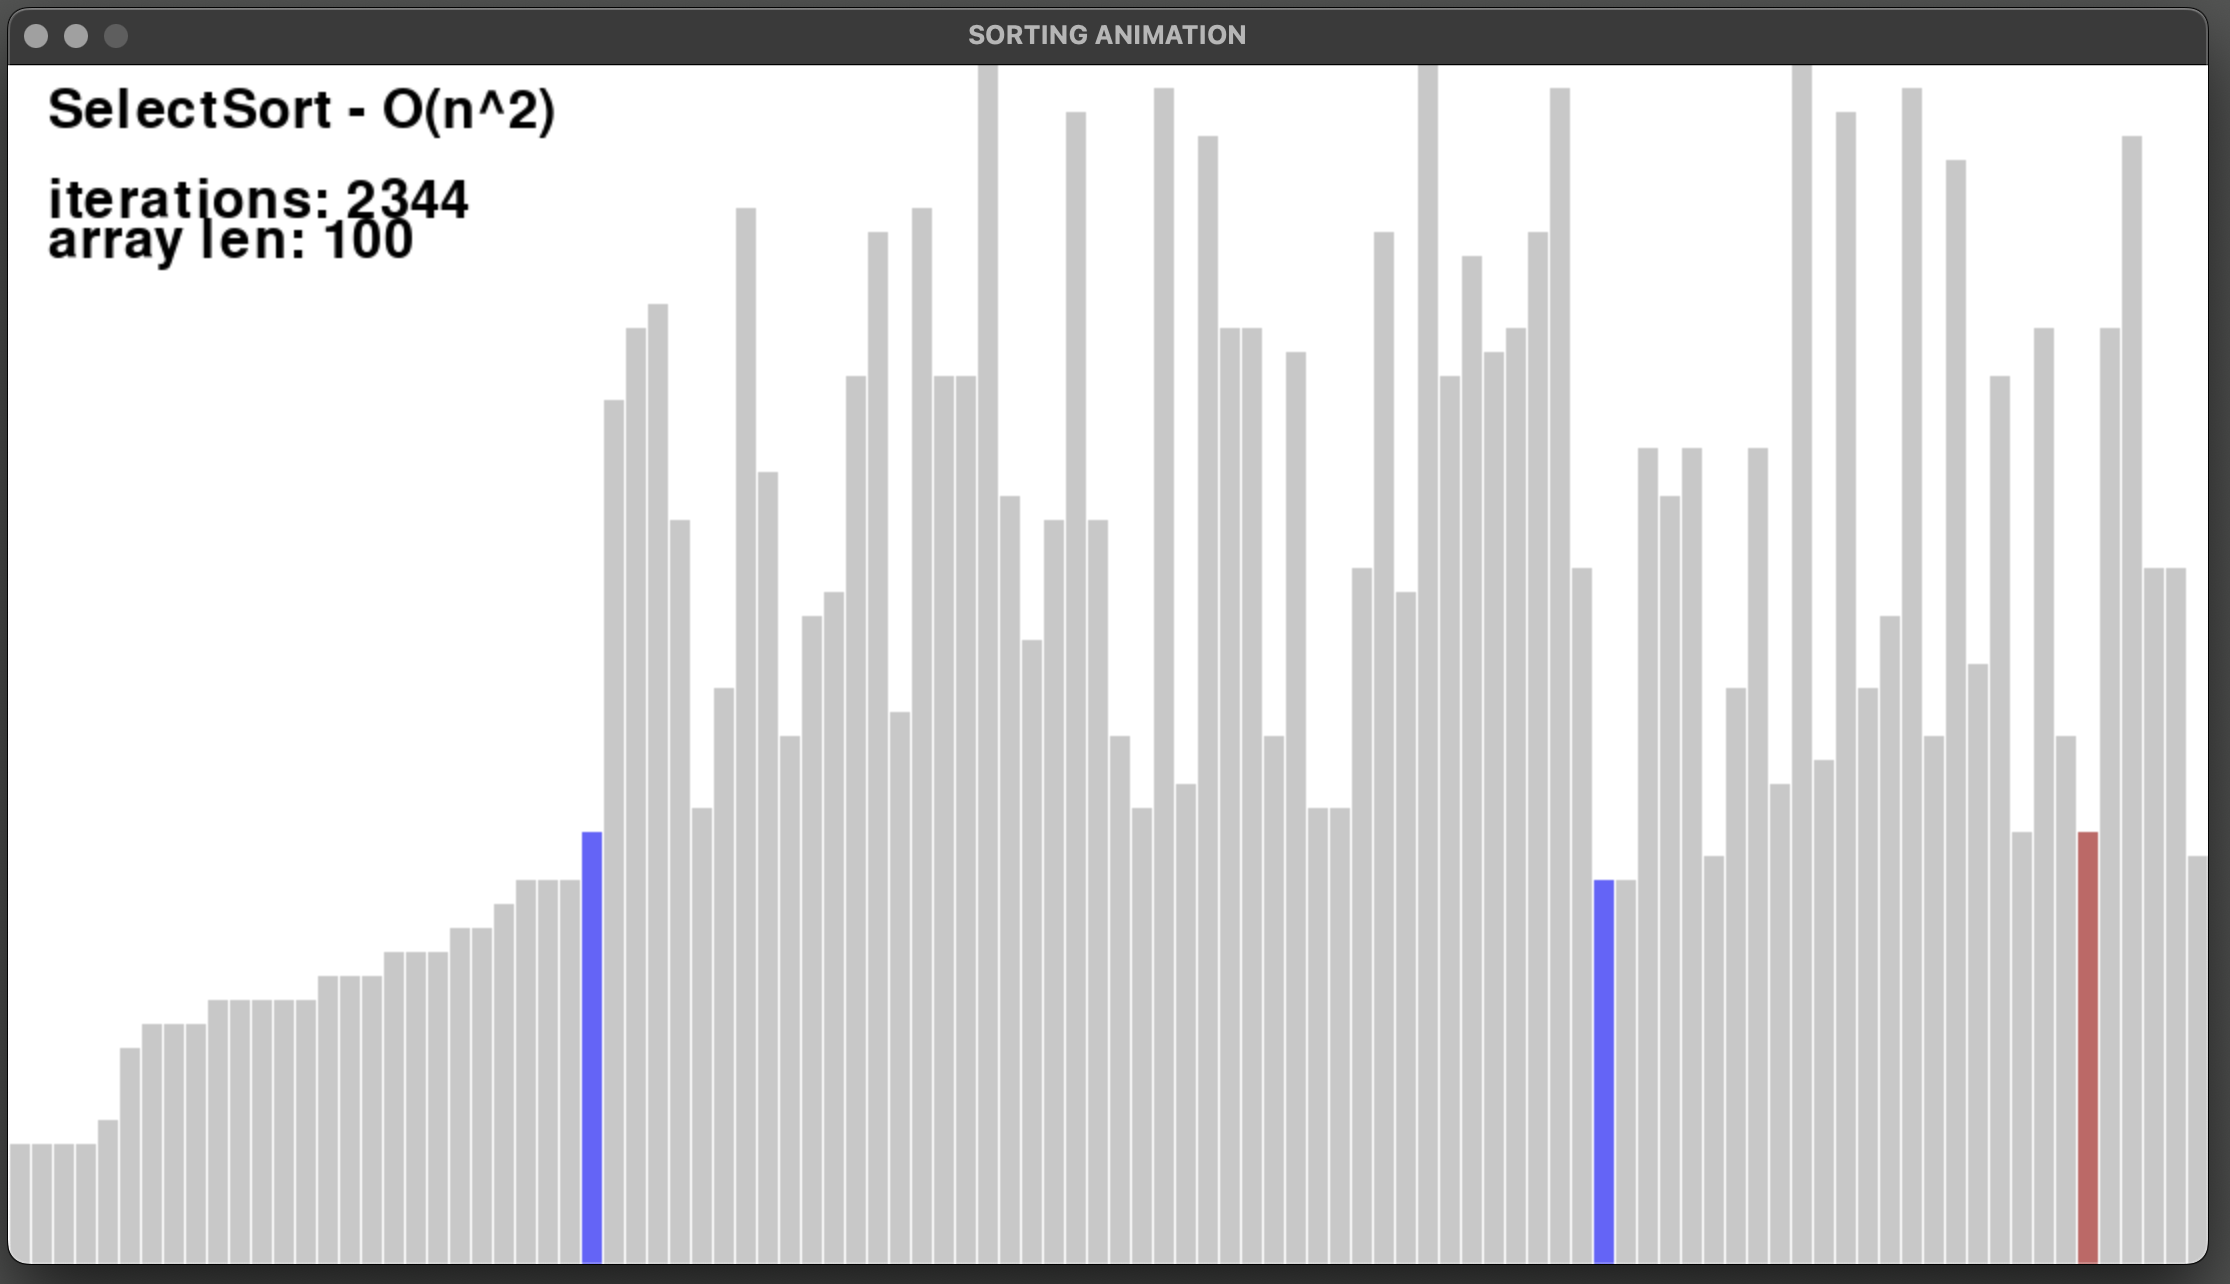 SORTING ANIMATION
SelectSort - O(n^2)
iterations: 2344
array len: 100